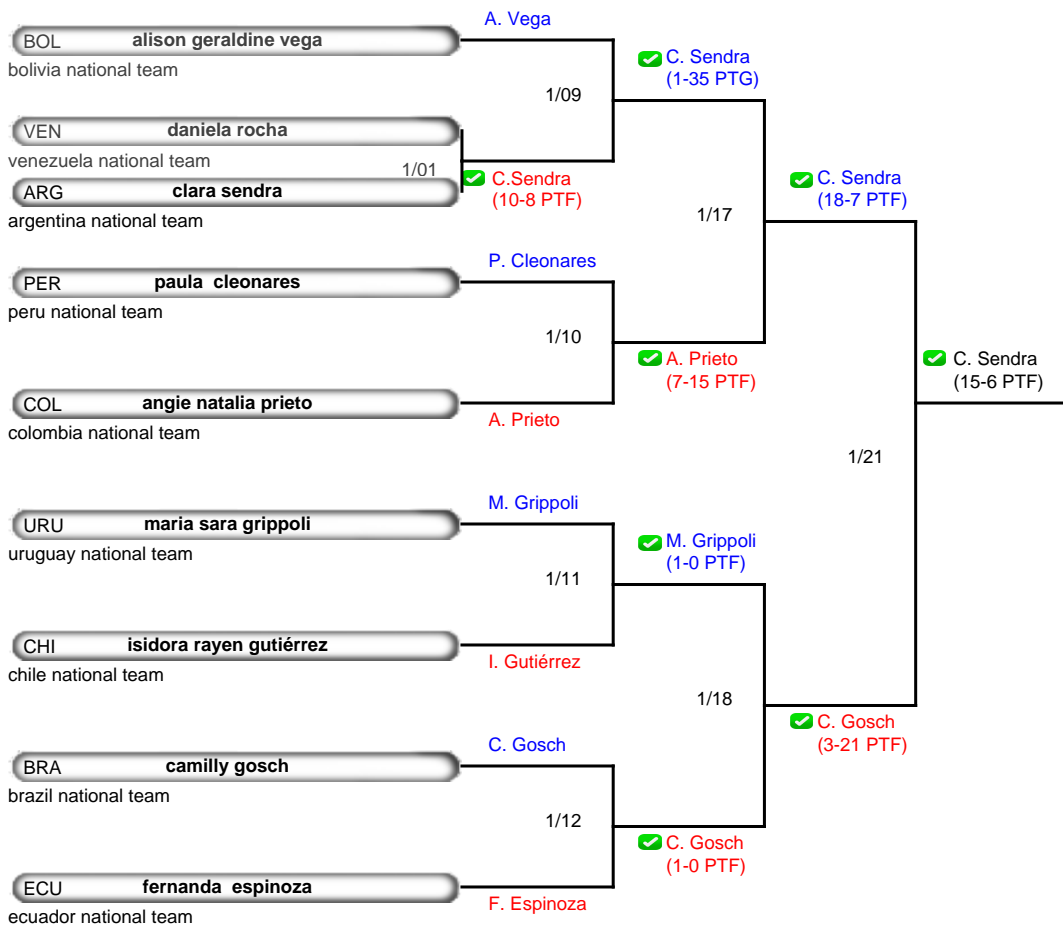 A. Vega
BOL alison geraldine vega
bolivia national team
C. Sendra
(1-35 PTG)
1/09
VEN daniela rocha
venezuela national team
1/01
C.Sendra
(10-8 PTF)
ARG clara sendra
argentina national team
C. Sendra
(18-7 PTF)
1/17
P. Cleonares
PER paula cleonares
peru national team
1/10
A. Prieto
(7-15 PTF)
C. Sendra
(15-6 PTF)
COL angie natalia prieto
colombia national team
A. Prieto
1/21
M. Grippoli
URU maria sara grippoli
uruguay national team
M. Grippoli
(1-0 PTF)
1/11
CHI isidora rayen gutiérrez
chile national team
I. Gutiérrez
1/18
C. Gosch
(3-21 PTF)
C. Gosch
BRA camilly gosch
brazil national team
1/12
C. Gosch
(1-0 PTF)
ECU fernanda espinoza
ecuador national team
F. Espinoza